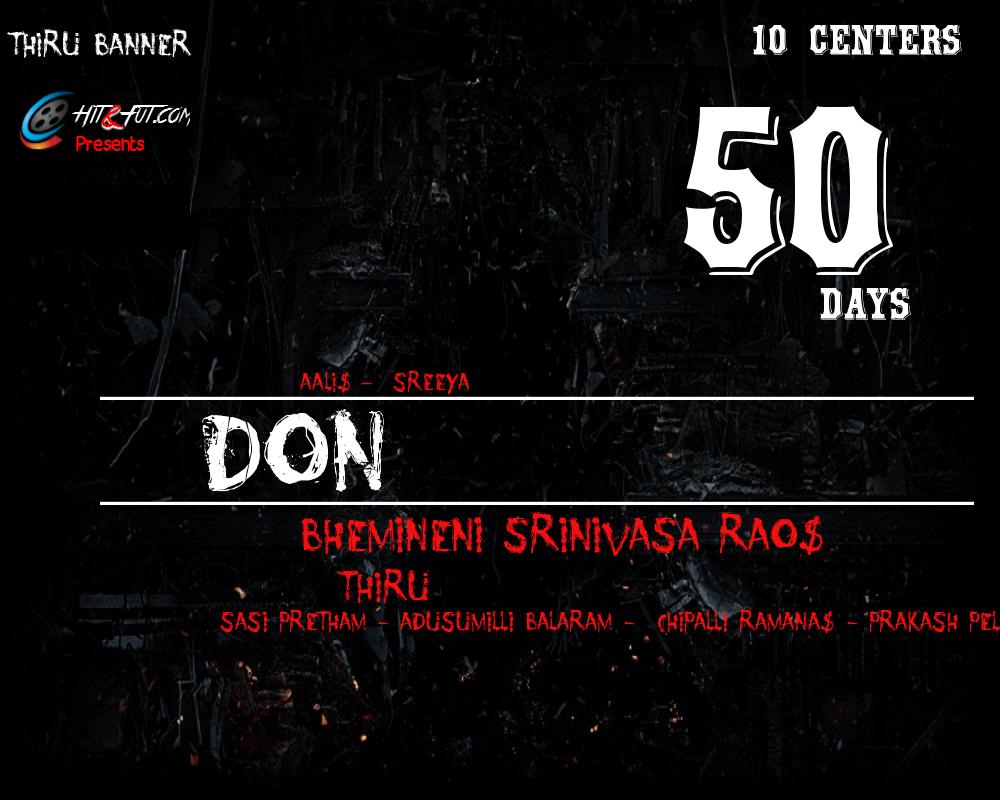 THIRU BANNER
10 CENTERS
HIT&FUT.COM
Presents
50
DAYS
AALI$ - SREEYA
DON
BHEMINENI SRINIVASA RAO$
THIRU
SASI PRETHAM - ADUSUMILLI BALARAM - CHIPALLI RAMANA$ - PRAKASH PEL